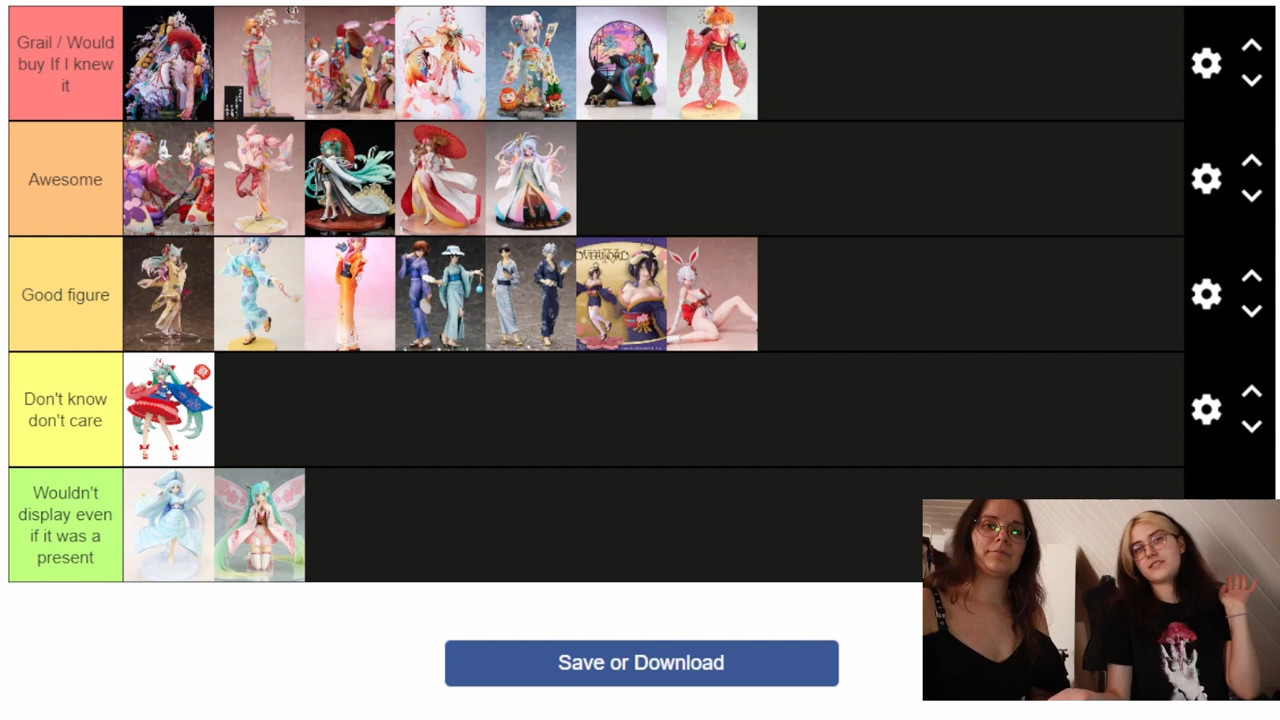 Grail / Would
buy If I knew
it
Awesome
Good figure
OVERLORD
Don't know
don't care
Wouldn't
display even
if it was a
present
Save or Download